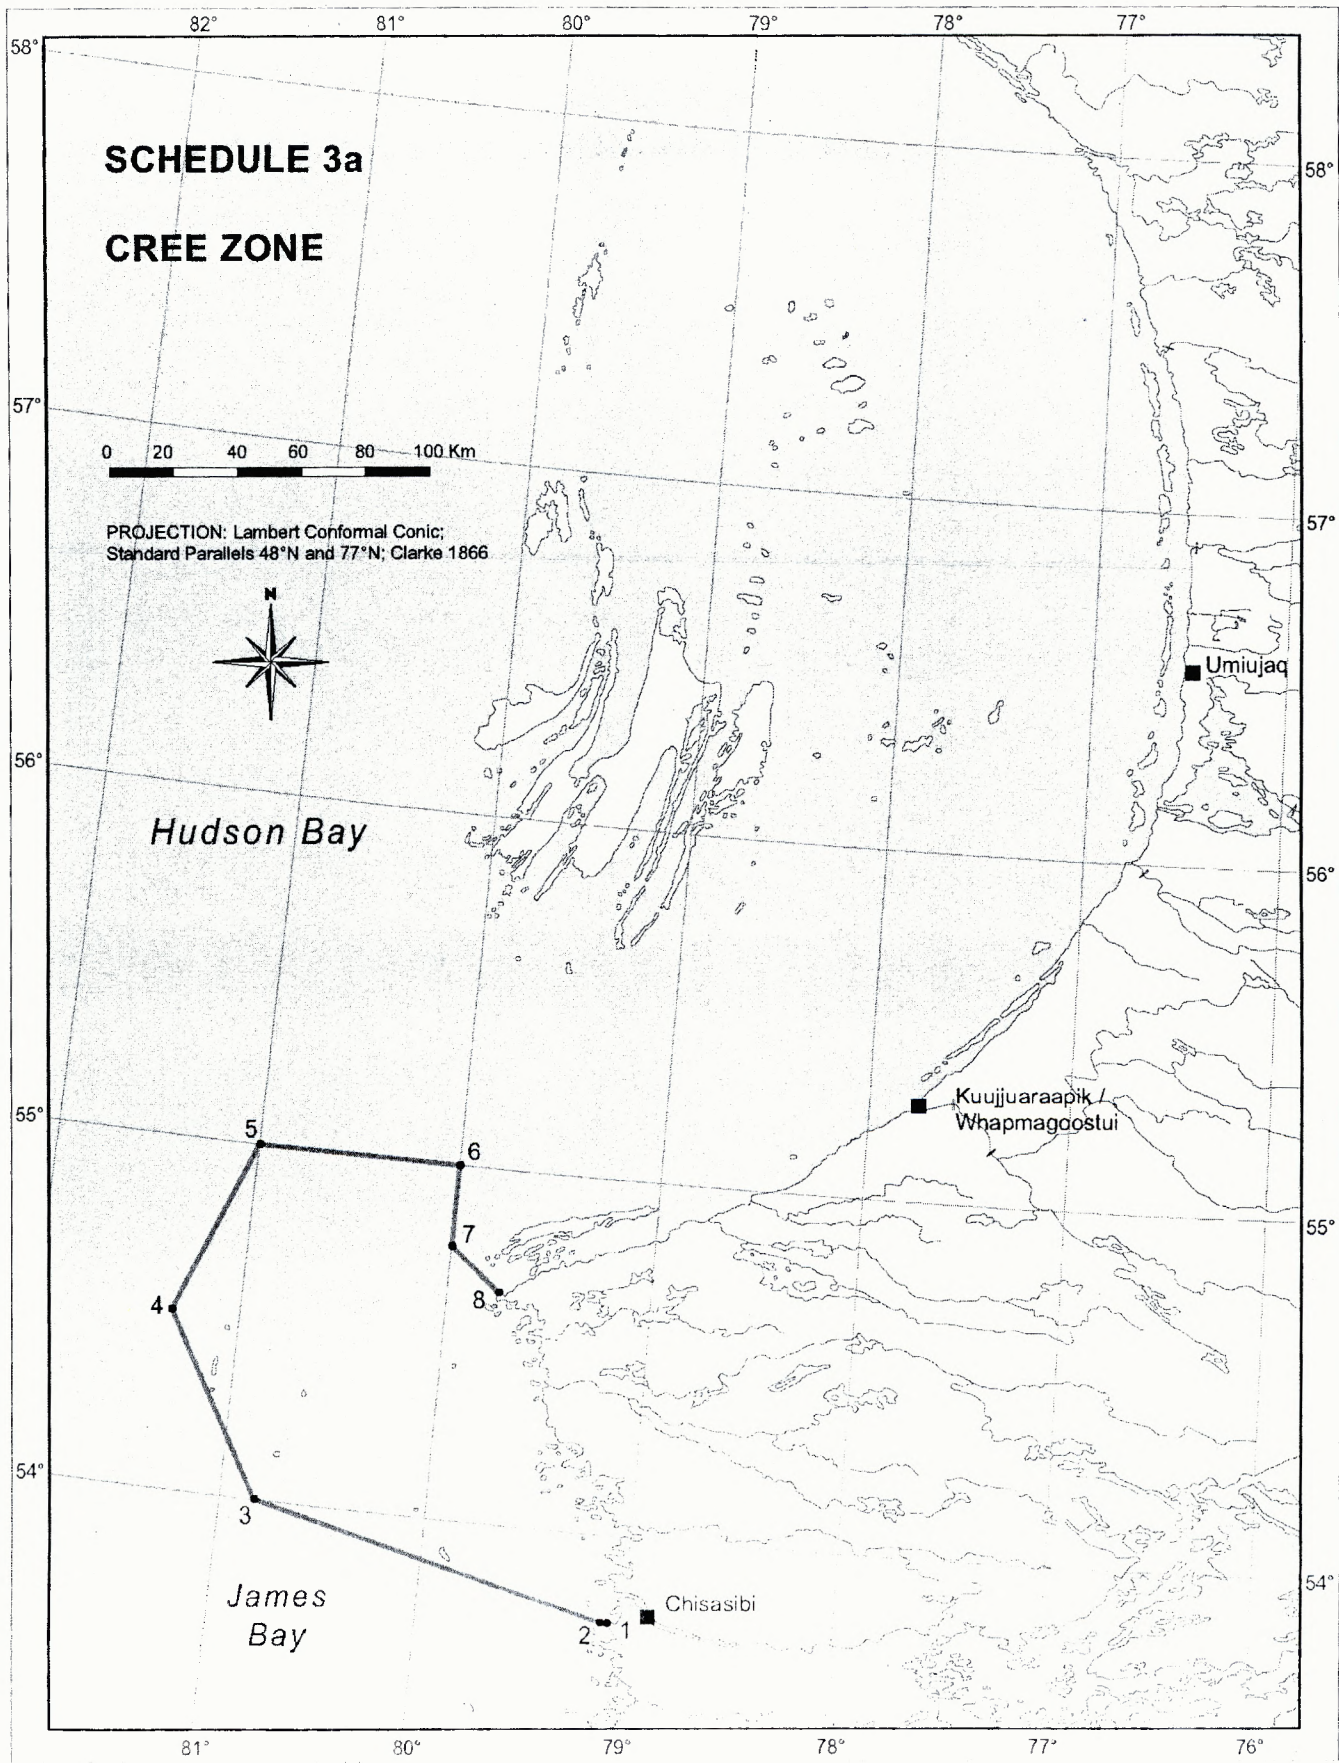 82° 81° 80° 79° 78° 77°
58°
SCHEDULE 3a
58°
CREE ZONE
57°
0 20 40 60 80 100 Km
57°
PROJECTION: Lambert Conformal Conic;
Standard Parallels 48°N and 77°N; Clarke 1866
N
Umiujaq
56°
Hudson Bay
56°
Kuujjuaraapik /
Whapmagoostui
55°
5
6
55°
7
8
4
54°
3
54°
James
Bay
Chisasibi
2 1
81° 80° 79° 78° 77° 76°